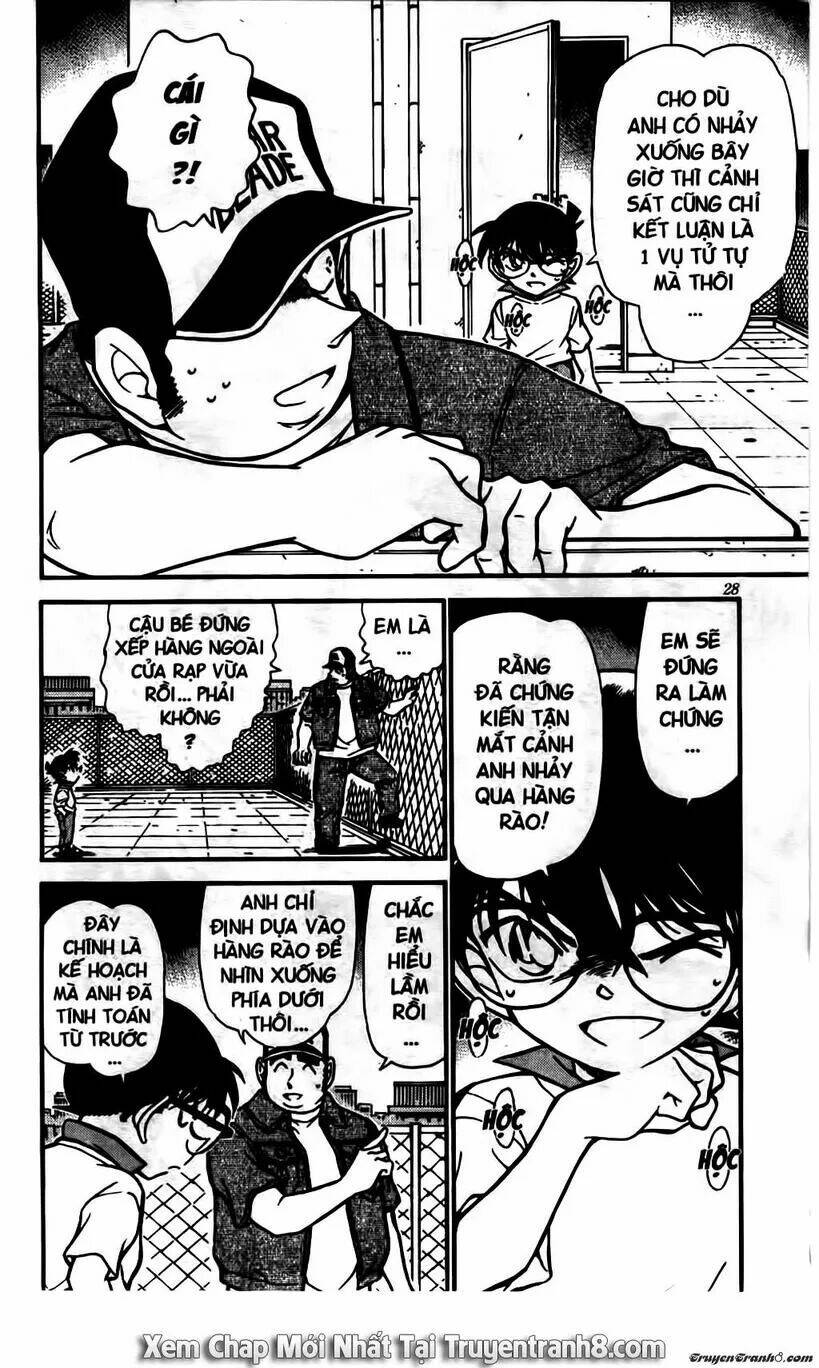 CHO DÙ
ANH CÓ NHẢY
XUỐNG BÂY
GIỜ THÌ CẢNH
SÁT CŨNG CHỈ
KẾT LUẬN LÀ
1 VỤ TỬ TỰ
MÀ THÔI
...
HỘC
HỘC
HỘC
CÁI
GÌ
?!
AR
BLADE
28
EM SẼ
ĐỨNG
RA LÀM
CHỨNG
...
RẰNG
ĐÃ CHỨNG
KIẾN TẬN
MẮT CẢNH
ANH NHẢY
QUA HÀNG
RÀO!
HỘC
HỘC
HỘC
EM LÀ
...
CẬU BÉ ĐỨNG
XẾP HÀNG NGOÀI
CỬA RẠP VỪA
RỒI... PHẢI
KHÔNG
?
CHẮC
EM
HIỂU
LẦM
RỒI
...
ANH CHỈ
ĐỊNH DỰA VÀO
HÀNG RÀO ĐỂ
NHÌN XUỐNG
PHÍA DƯỚI
THÔI...
ĐÂY
CHÍNH LÀ
KẾ HOẠCH
MÀ ANH ĐÃ
TÍNH TOÁN
TỪ TRƯỚC
...
Xem Chap Mới Nhất Tại Truyentranh8.com
TruyenTranh8.com